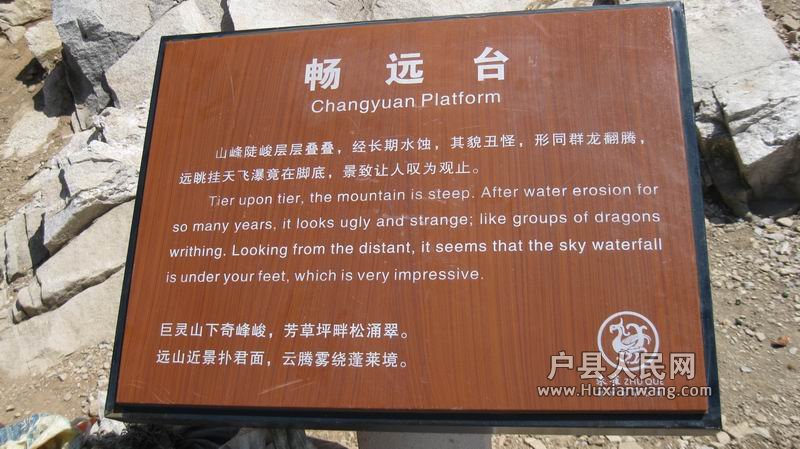 畅远台
Changyuan Platform
山峰陡峻层层叠叠，经长期水蚀，其貌丑怪，形同群龙翻腾，
远眺挂天飞瀑竟在脚底，景致让人叹为观止。
Tier upon tier, the mountain is steep. After water erosion for
so many years, it looks ugly and strange; like groups of dragons
writhing. Looking from the distant, it seems that the sky waterfall
is under your feet, which is very impressive.
巨灵山下奇峰峻，芳草坪畔松涌翠。
远山近景扑君面，云腾雾绕蓬莱境。
ZHUQUE
户县人民网
www.Huxianwang.com